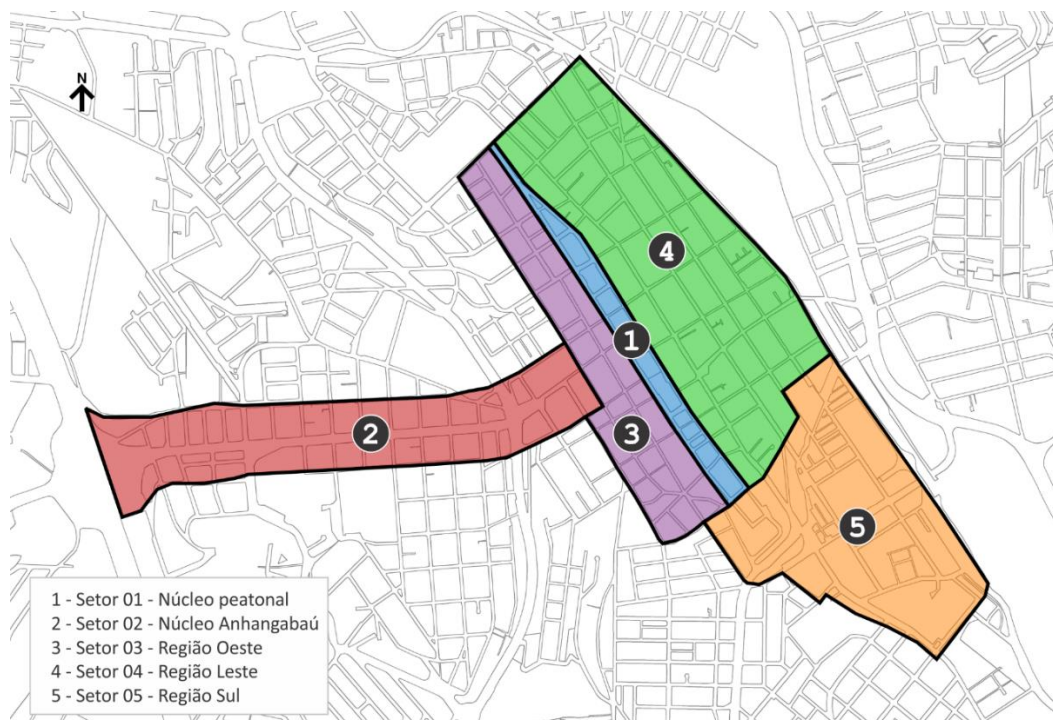 N
4
1
2
3
5
1 - Setor 01 - Núcleo peatonal
2 - Setor 02 - Núcleo Anhangabaú
3 - Setor 03 - Região Oeste
4 - Setor 04 - Região Leste
5 - Setor 05 - Região Sul